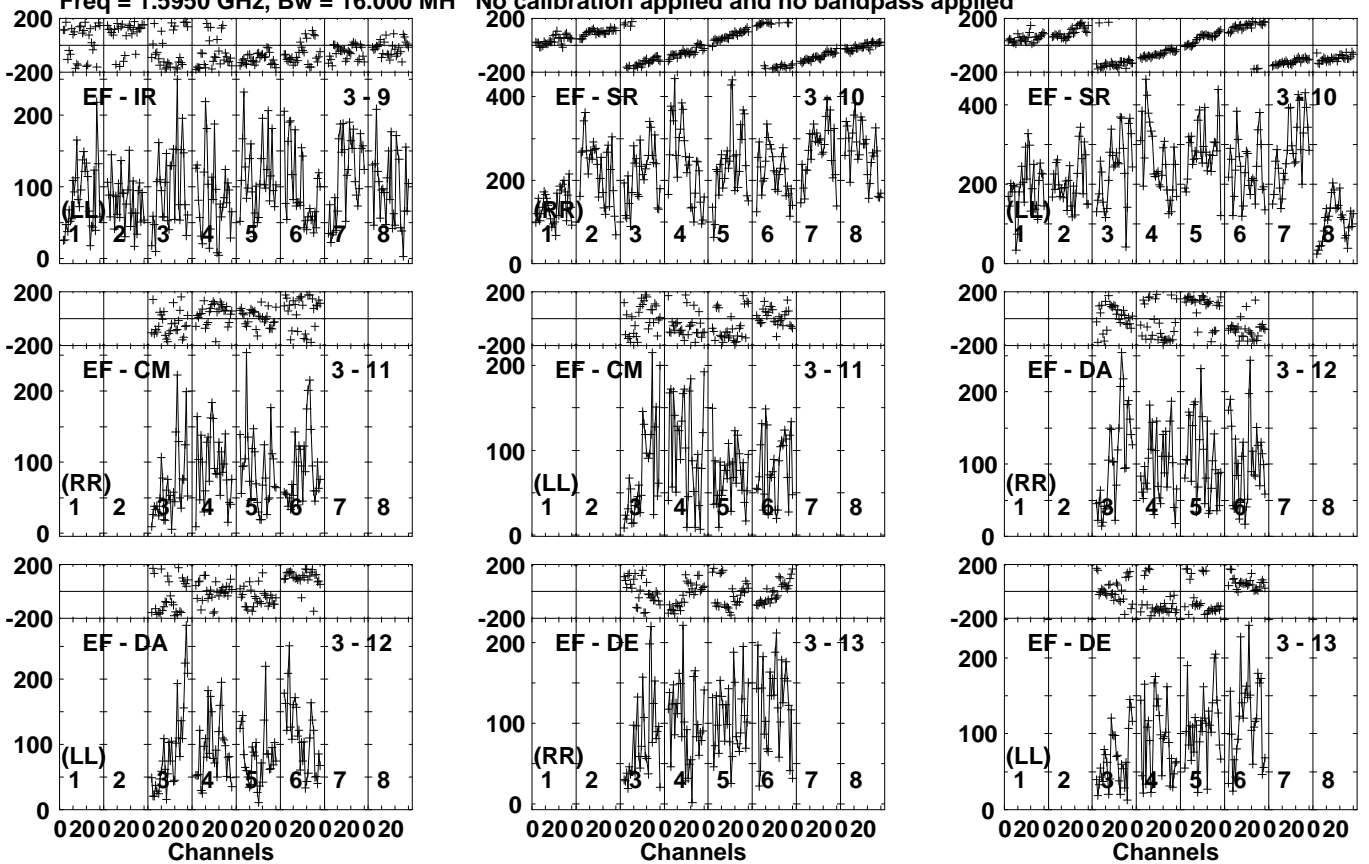 Freq = 1.5950 GHz, Bw = 16.000 MH No calibration applied and no bandpass applied
200 200 200
-200 -200 -200
EF - IR 3 - 9 EF - SR 3 - 10 EF - SR 3 - 10
200 400 400
100 200 200
(LL) (RR) (LL)
1 2 3 4 5 6 7 8 1 2 3 4 5 6 7 8 1 2 3 4 5 6 7 8
0 0 0
200 200 200
-200 -200 -200
EF - CM 3 - 11 EF - CM 3 - 11 EF - DA 3 - 12
200 200 200
100 100 100
(RR) (LL) (RR)
1 2 3 4 5 6 7 8 1 2 3 4 5 6 7 8 1 2 3 4 5 6 7 8
0 0 0
200 200 200
-200 -200 -200
EF - DA 3 - 12 EF - DE 3 - 13 EF - DE 3 - 13
200 200 200
100 100 100
(LL) (RR) (LL)
1 2 3 4 5 6 7 8 1 2 3 4 5 6 7 8 1 2 3 4 5 6 7 8
0 0 0
0 20 0 20 0 20 0 20 0 20 0 20 0 20 0 20 0 20 0 20 0 20 0 20 0 20 0 20 0 20 0 20 0 20 0 20 0 20 0 20 0 20 0 20 0 20 0 20
Channels Channels Channels